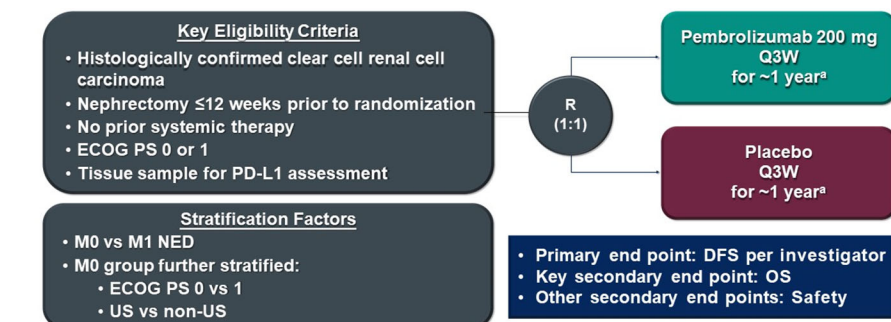 Key Eligibility Criteria
• Histologically confirmed clear cell renal cell
carcinoma
• Nephrectomy ≤12 weeks prior to randomization
• No prior systemic therapy
• ECOG PS 0 or 1
• Tissue sample for PD-L1 assessment
Stratification Factors
• M0 vs M1 NED
• M0 group further stratified:
• ECOG PS 0 vs 1
• US vs non-US
R
(1:1)
Pembrolizumab 200 mg
Q3W
for ~1 yearᵃ
Placebo
Q3W
for ~1 yearᵃ
• Primary end point: DFS per investigator
• Key secondary end point: OS
• Other secondary end points: Safety